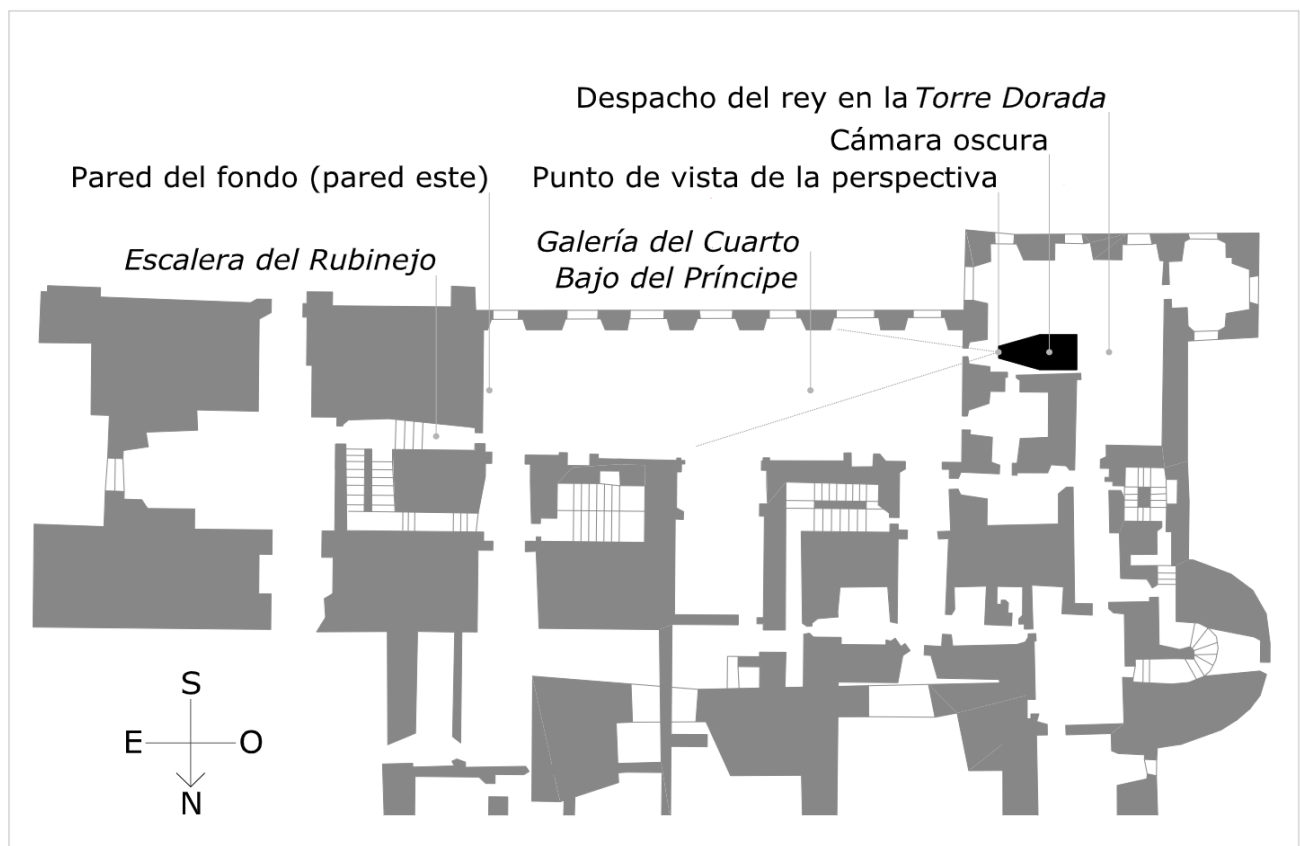 Despacho del rey en la Torre Dorada
Cámara oscura
Pared del fondo (pared este)
Punto de vista de la perspectiva
Escalera del Rubinejo
Galería del Cuarto
Bajo del Príncipe
S
E
O
N